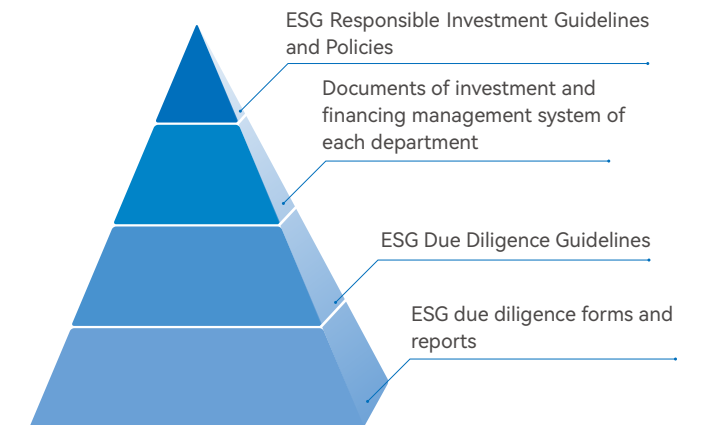 ESG Responsible Investment Guidelines
and Policies
Documents of investment and
financing management system of
each department
ESG Due Diligence Guidelines
ESG due diligence forms and
reports